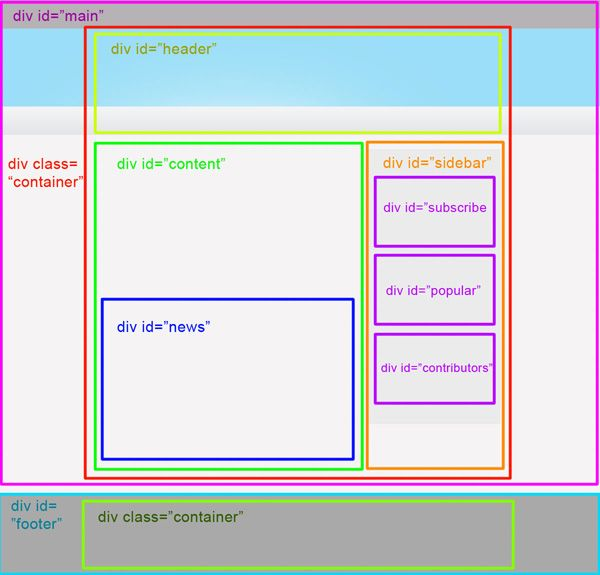 div id=”main”
div id=”header”
div class=
“container”
div id=”content”
div id=”sidebar”
div id=”subscribe
div id=”popular”
div id=”news”
div id=”contributors”
div id=
”footer”
div class=”container”